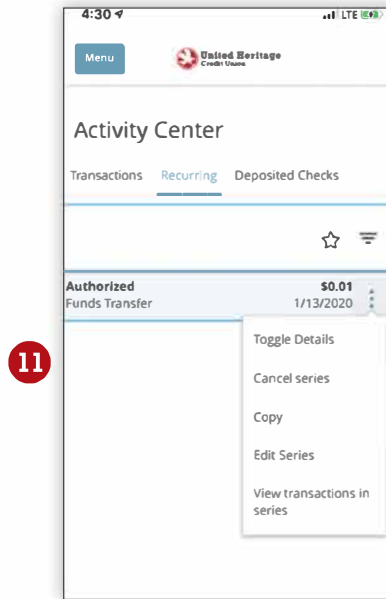 4:30 LTE
Menu United Heritage
Credit Union
Activity Center
Transactions Recurring Deposited Checks
Authorized $0.01
Funds Transfer 1/13/2020
Toggle Details
11
Cancel series
Copy
Edit Series
View transactions in
series